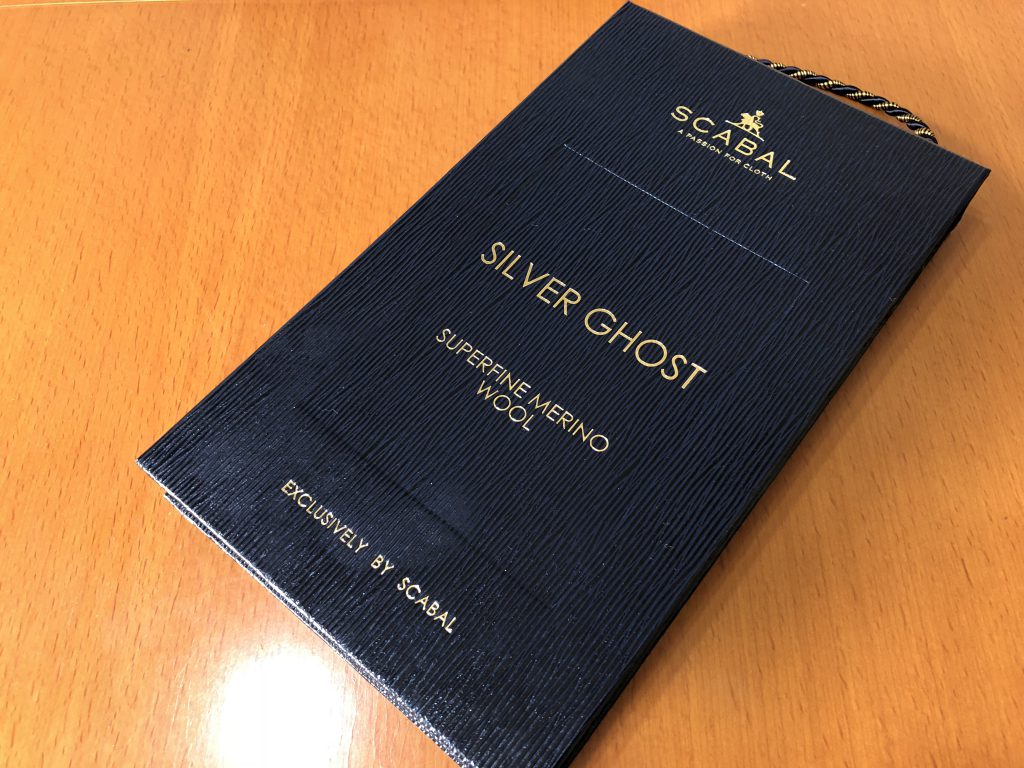 SCABAL
A PASSION FOR CLOTH
SILVER GHOST
SUPERFINE MERINO
WOOL
EXCLUSIVELY BY SCABAL